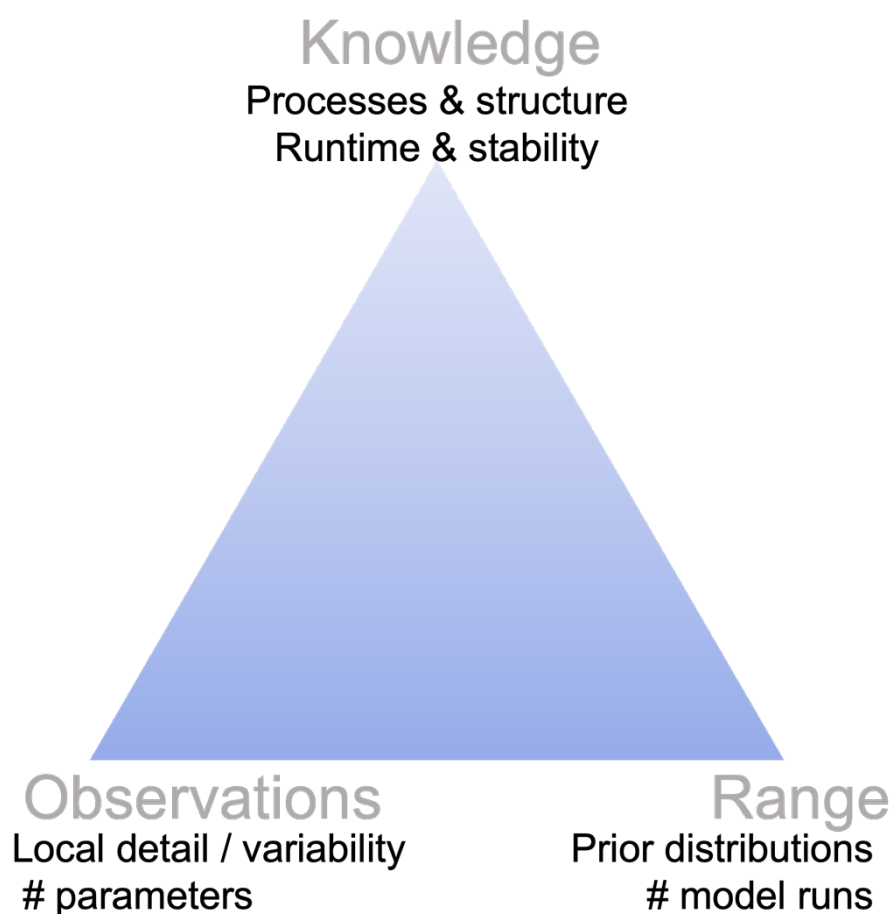 Knowledge
Processes & structure
Runtime & stability
Observations
Local detail / variability
# parameters
Range
Prior distributions
# model runs